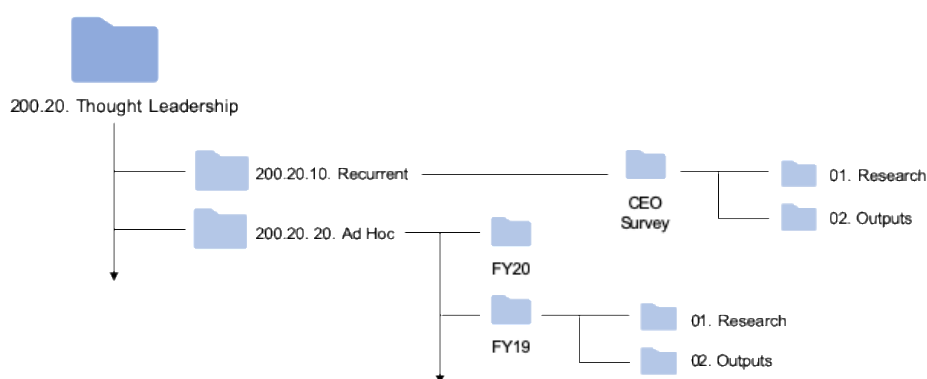 200.20. Thought Leadership
200.20.10. Recurrent
CEO
Survey
01. Research
02. Outputs
200.20. 20. Ad Hoc
FY20
FY19
01. Research
02. Outputs